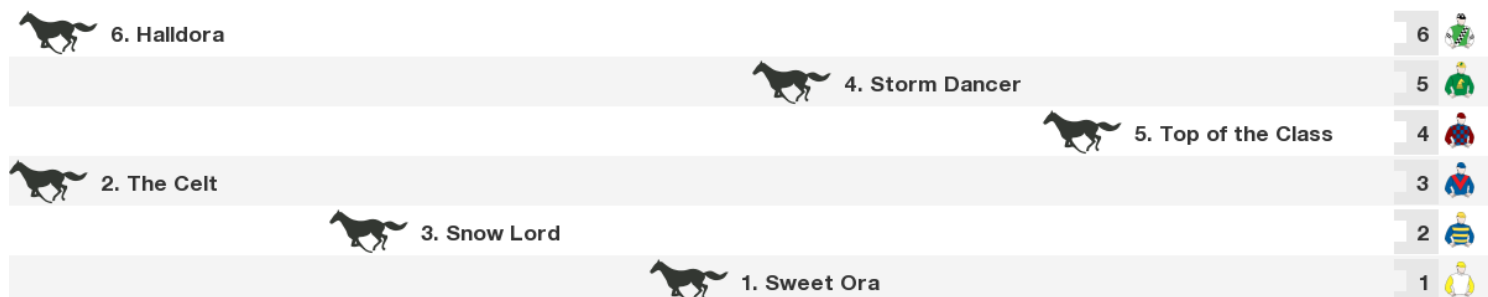 6. Halldora 6
4. Storm Dancer 5
5. Top of the Class 4
2. The Celt 3
3. Snow Lord 2
1. Sweet Ora 1